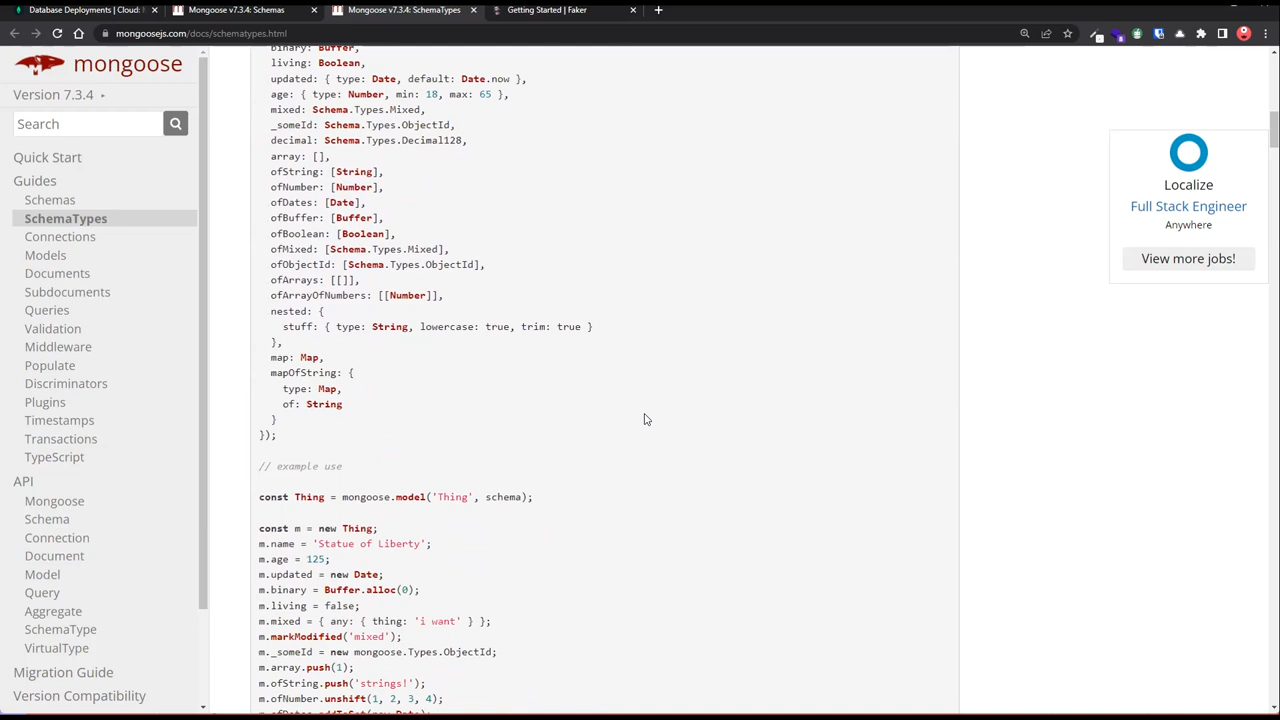 Database Deployments | Cloud:
Mongoose v7.3.4: Schemas
Mongoose v7.3.4: SchemaTypes
Getting Started | Faker
mongoosejs.com/docs/schematypes.html
mongoose
Version 7.3.4
Search
Quick Start
Guides
Schemas
SchemaTypes
Connections
Models
Documents
Subdocuments
Queries
Validation
Middleware
Populate
Discriminators
Plugins
Timestamps
Transactions
TypeScript
API
Mongoose
Schema
Connection
Document
Model
Query
Aggregate
SchemaType
VirtualType
Migration Guide
Version Compatibility
binary: Buffer,
living: Boolean,
updated: { type: Date, default: Date.now },
age: { type: Number, min: 18, max: 65 },
mixed: Schema.Types.Mixed,
_someId: Schema.Types.ObjectId,
decimal: Schema.Types.Decimal128,
array: [],
ofString: [String],
ofNumber: [Number],
ofDates: [Date],
ofBuffer: [Buffer],
ofBoolean: [Boolean],
ofMixed: [Schema.Types.Mixed],
ofObjectId: [Schema.Types.ObjectId],
ofArrays: [[]],
ofArrayOfNumbers: [[Number]],
nested: {
stuff: { type: String, lowercase: true, trim: true }
},
map: Map,
mapOfString: {
type: Map,
of: String
}
});
// example use
const Thing = mongoose.model('Thing', schema);
const m = new Thing;
m.name = 'Statue of Liberty';
m.age = 125;
m.updated = new Date;
m.binary = Buffer.alloc(0);
m.living = false;
m.mixed = { any: { thing: 'i want' } };
m.markModified('mixed');
m._someId = new mongoose.Types.ObjectId;
m.array.push(1);
m.ofString.push('strings!');
m.ofNumber.unshift(1, 2, 3, 4);
m.ofDates.addToSet(new Date);
Localize
Full Stack Engineer
Anywhere
View more jobs!